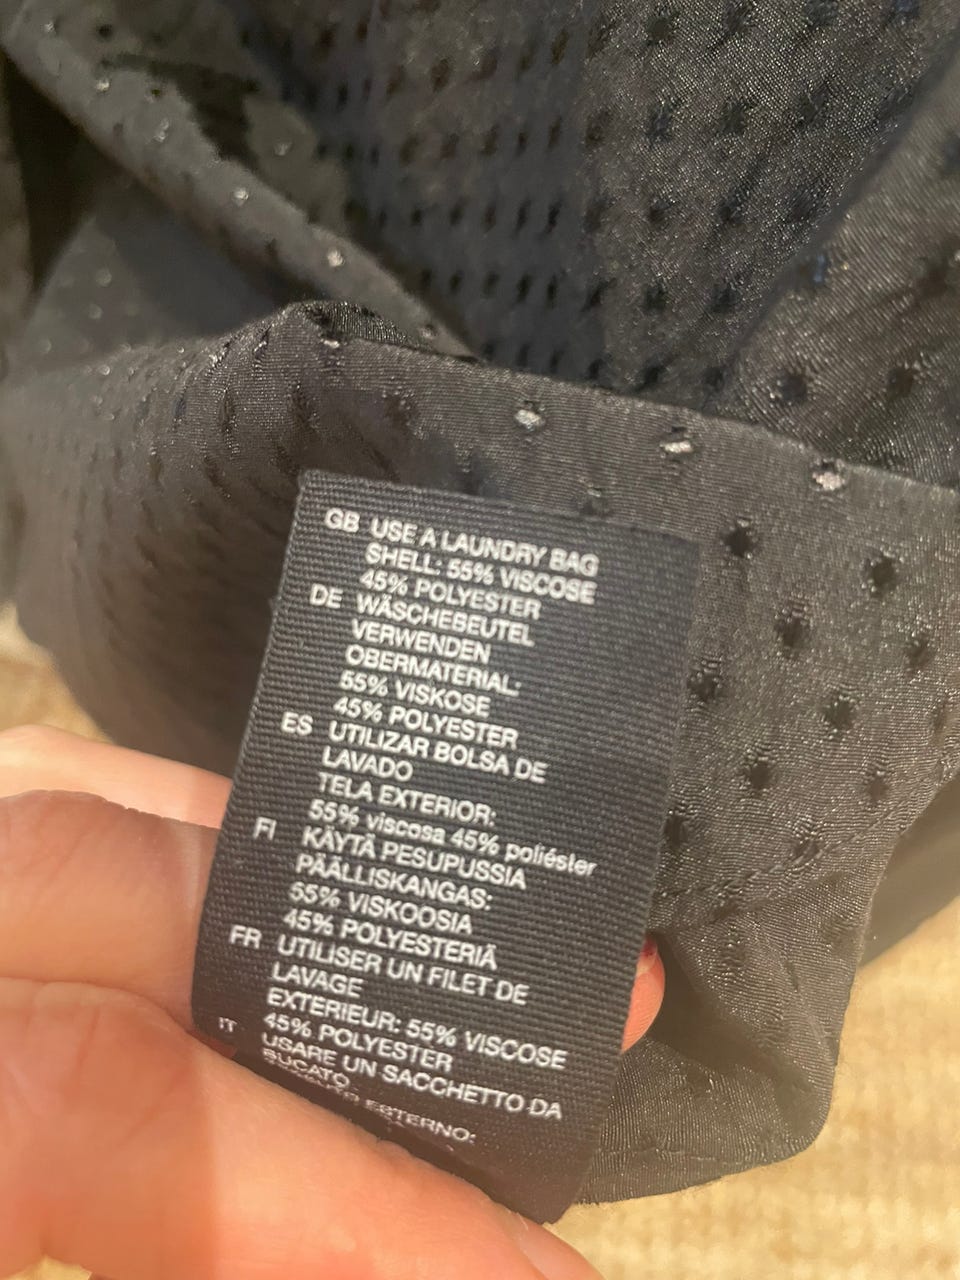 GB USE A LAUNDRY BAG
SHELL: 55% VISCOSE
45% POLYESTER
DE WÄSCHEBEUTEL
VERWENDEN
OBERMATERIAL:
55% VISKOSE
45% POLYESTER
ES UTILIZAR BOLSA DE
LAVADO
TELA EXTERIOR:
55% viscosa 45% poliéster
FI KÄYTÄ PESUPUSSIA
PÄÄLLISKANGAS:
55% VISKOOSIA
45% POLYESTERIÄ
FR UTILISER UN FILET DE
LAVAGE
EXTERIEUR: 55% VISCOSE
45% POLYESTER
IT USARE UN SACCHETTO DA
BUCATO
ESTERNO: